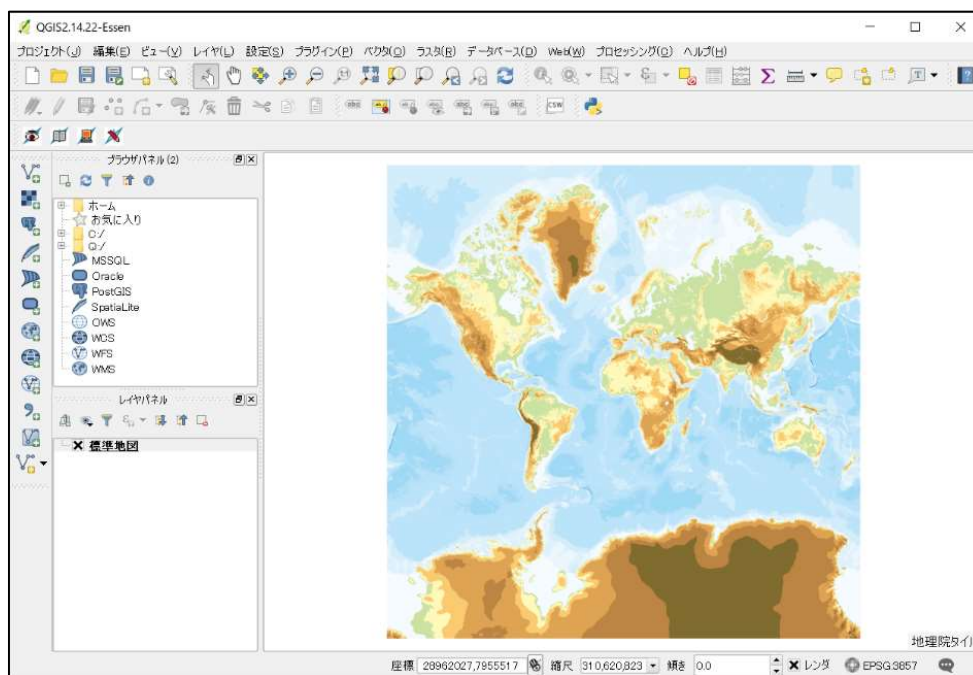 QGIS2.14.22-Essen
プロジェクト(J) 編集(E) ビュー(V) レイヤ(L) 設定(S) プラグイン(P) ベクタ(O) ラスタ(R) データベース(D) Web(W) プロセッシング(C) ヘルプ(H)
abc
CSW
ブラウザパネル(2)
ホーム
お気に入り
C:/
Q:/
MSSQL
Oracle
PostGIS
SpatiaLite
OWS
WCS
WFS
WMS
レイヤパネル
標準地図
地理院タイル
座標 28962027,7955517 縮尺 310,620,823 傾き 0.0 レンダ EPSG:3857